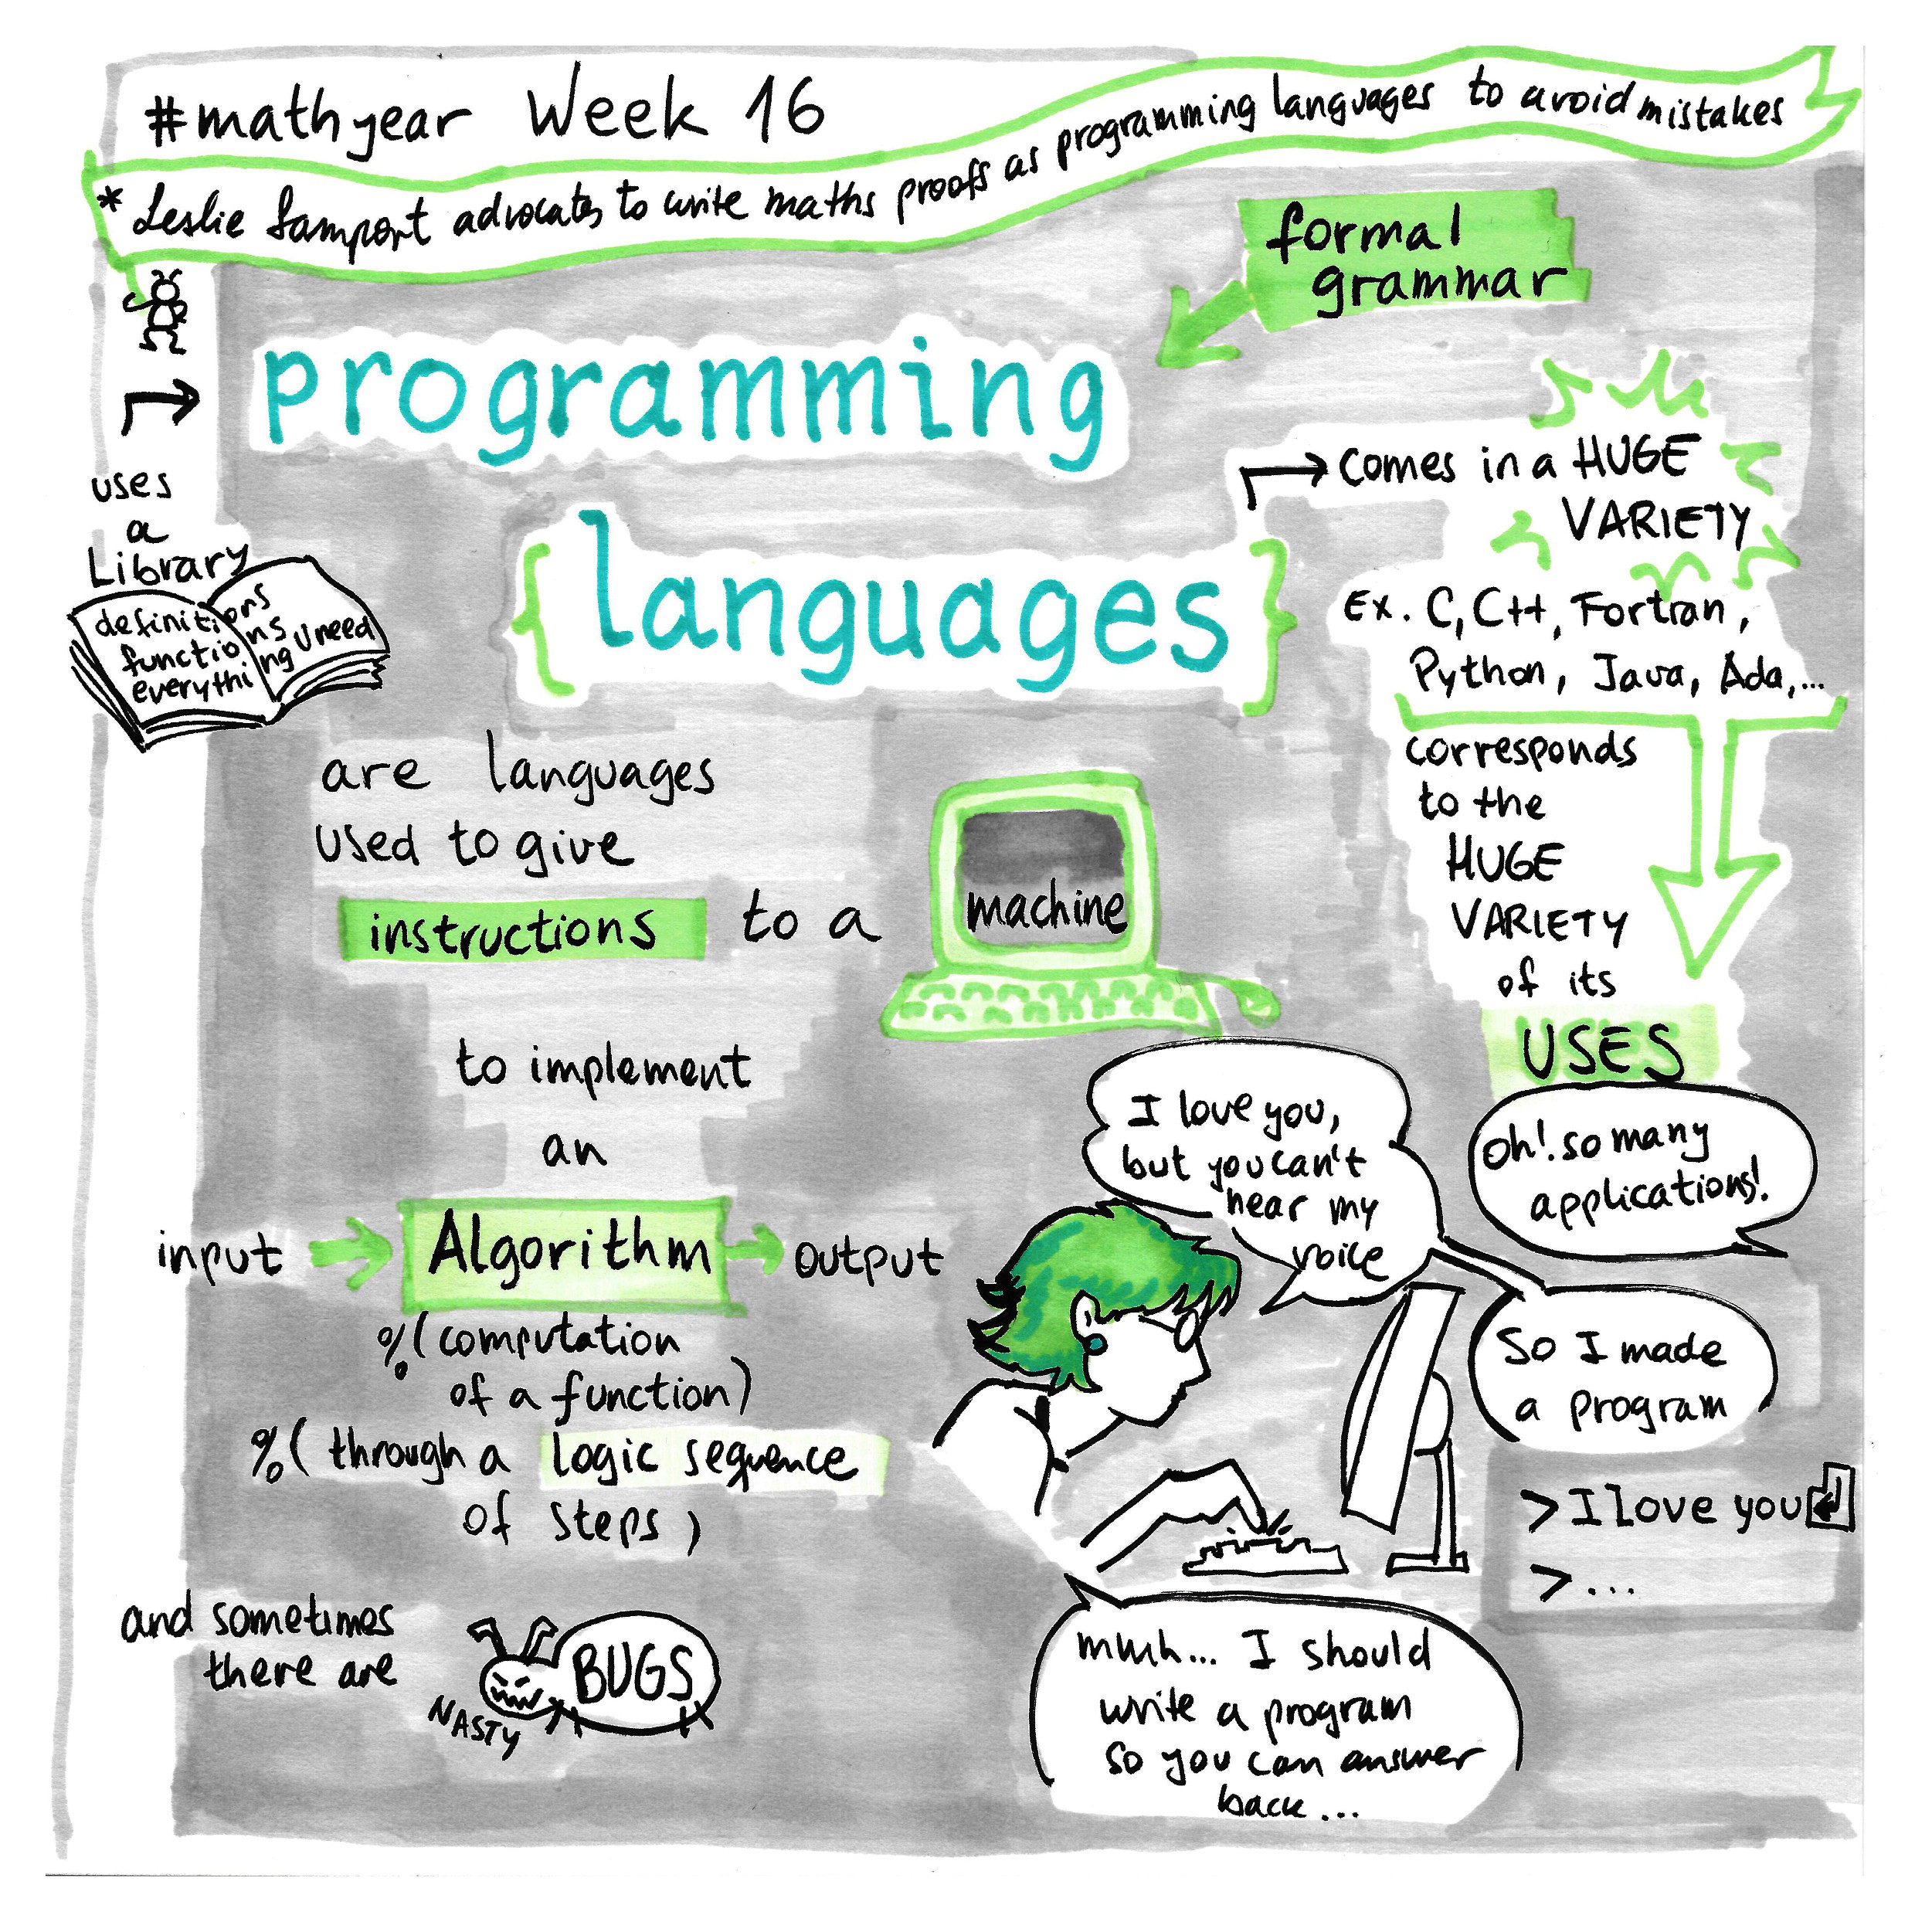 #mathyear Week 16
* Leslie Lamport advocates to write maths proofs as programming languages to avoid mistakes
formal
grammar
programming
{languages}
uses
a
Library
definitions
functions
everything U need
comes in a HUGE
VARIETY
Ex. C, C++, Fortran,
Python, Java, Ada,...
corresponds
to the
HUGE
VARIETY
of its
USES
are languages
used to give
instructions to a machine
to implement
an
input Algorithm output
%(computation
of a function)
%(through a logic sequence
of steps)
and sometimes
there are
NASTY
BUGS
Oh! so many
applications!
I love you,
but you can't
hear my
voice
So I made
a program
>I love you
>...
mmh... I should
write a program
so you can answer
back...